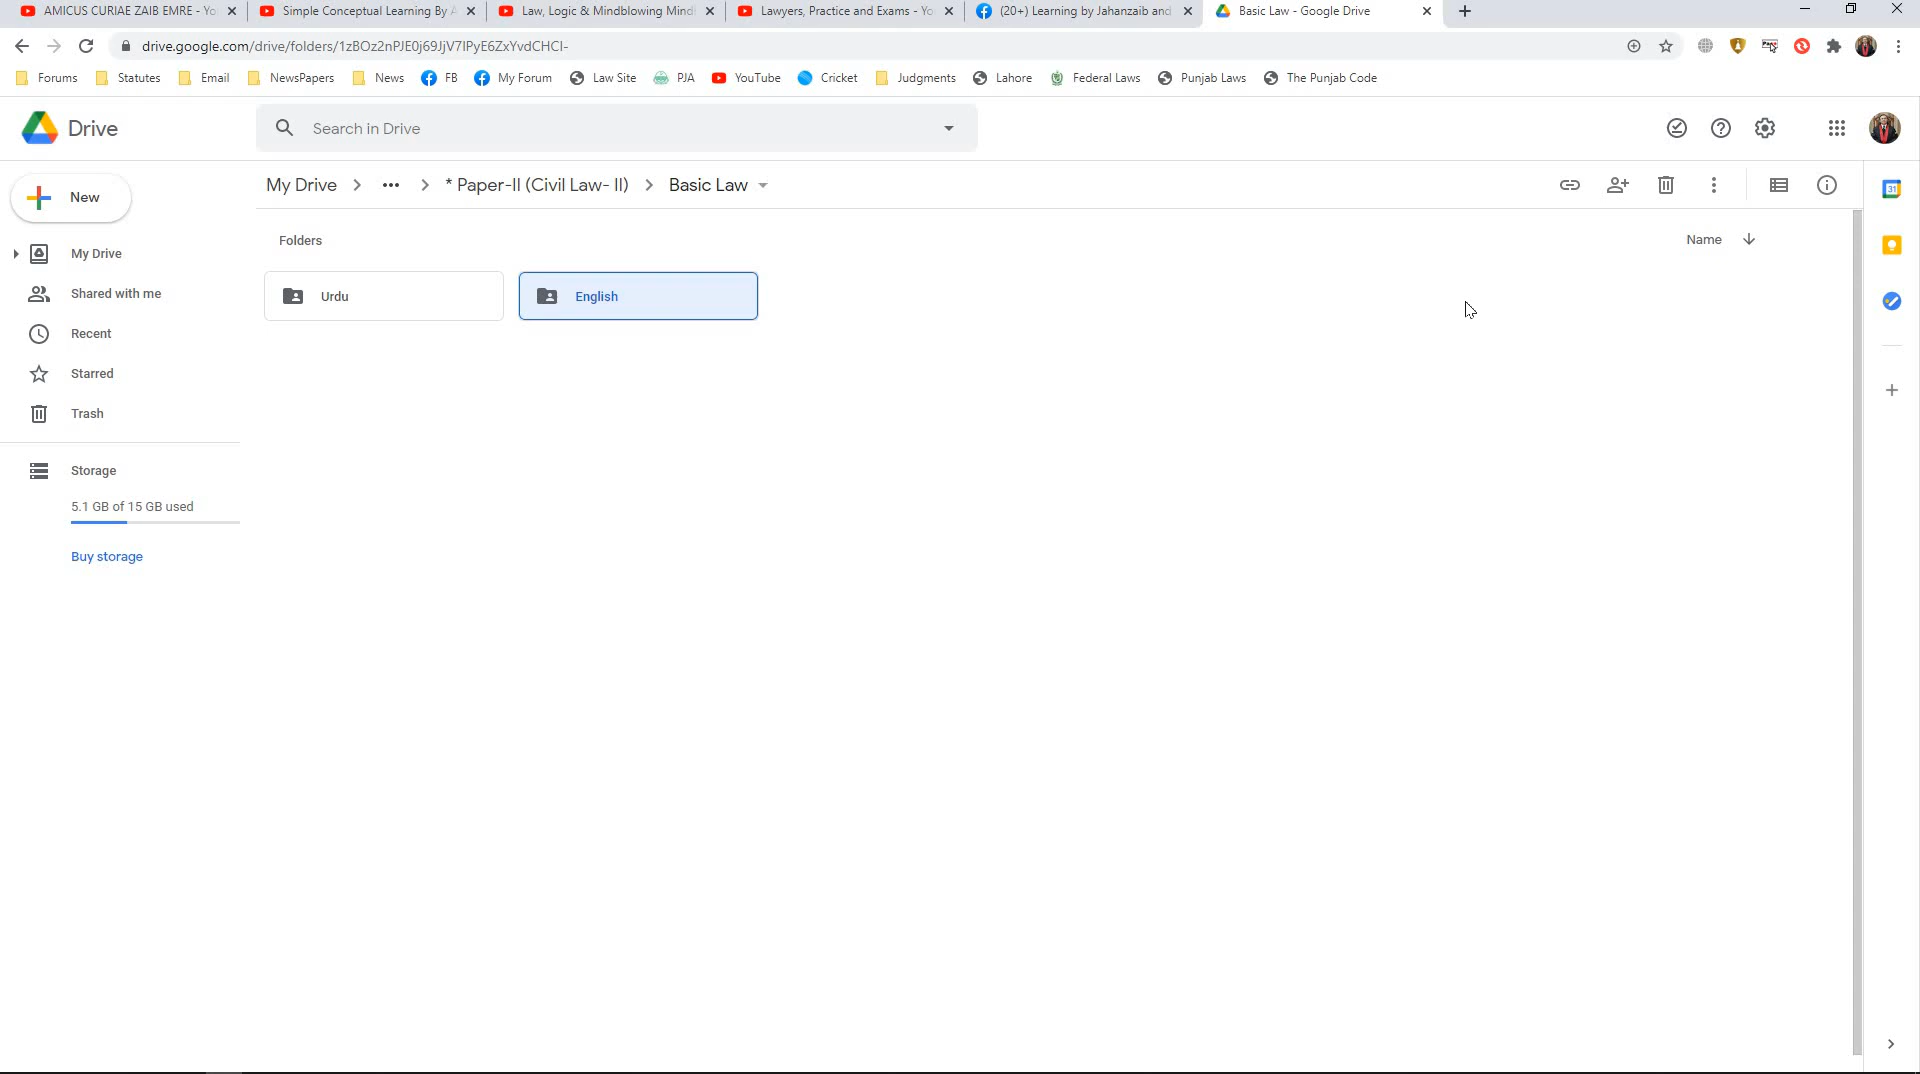 AMICUS CURIAE ZAIB EMRE - Yo
Simple Conceptual Learning By A
Law, Logic & Mindblowing Mind
Lawyers, Practice and Exams - Yo
(20+) Learning by Jahanzaib and
Basic Law - Google Drive
drive.google.com/drive/folders/1zBOz2nPJE0j69JjV7IPyE6ZxYvdCHCI-
Forums
Statutes
Email
NewsPapers
News
FB
My Forum
Law Site
PJA
YouTube
Cricket
Judgments
Lahore
Federal Laws
Punjab Laws
The Punjab Code
Drive
Search in Drive
New
My Drive > ••• > * Paper-II (Civil Law- II) > Basic Law
31
My Drive
Shared with me
Recent
Starred
Trash
Storage
5.1 GB of 15 GB used
Buy storage
Folders
Name
Urdu
English